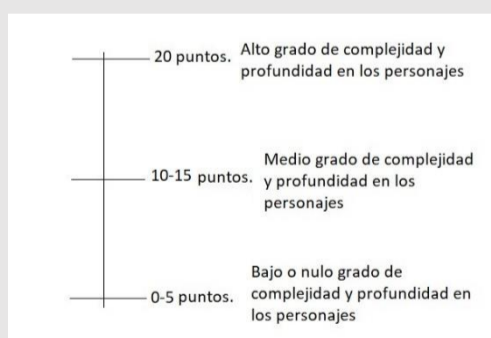 20 puntos. Alto grado de complejidad y
profundidad en los personajes
Medio grado de complejidad
10-15 puntos. y profundidad en los
personajes
Bajo o nulo grado de
0-5 puntos. complejidad y profundidad en
los personajes